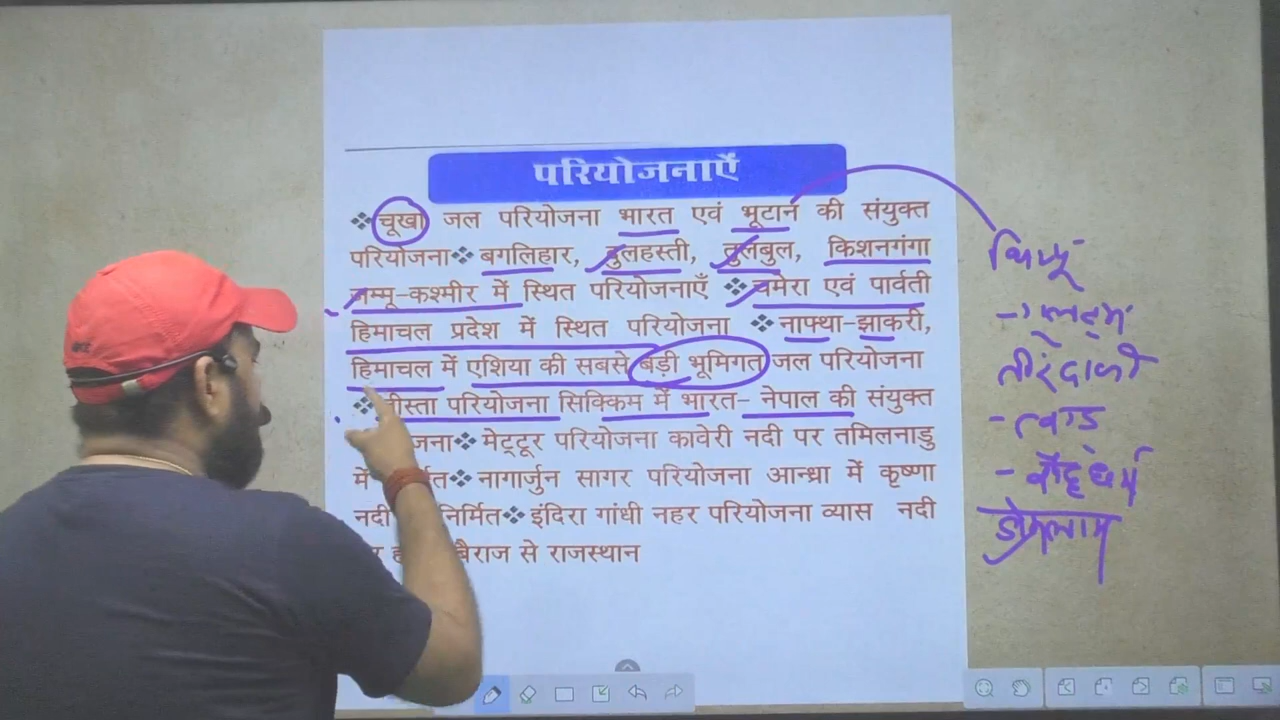 परियोजनाएँ
❖चूखा जल परियोजना भारत एवं भूटान की संयुक्त
परियोजना❖ बगलिहार, दुलहस्ती, तुलबुल, किशनगंगा
जम्मू-कश्मीर में स्थित परियोजनाएँ ❖चमेरा एवं पार्वती
हिमाचल प्रदेश में स्थित परियोजना ❖नाफ्था-झाकरी,
हिमाचल में एशिया की सबसे बड़ी भूमिगत जल परियोजना
❖तीस्ता परियोजना सिक्किम में भारत- नेपाल की संयुक्त
जना❖ मेट्टूर परियोजना कावेरी नदी पर तमिलनाडु
में नागार्जुन सागर परियोजना आन्ध्रा में कृष्णा
नदी निर्मित❖इंदिरा गांधी नहर परियोजना व्यास नदी
बैराज से राजस्थान
थिम्पू
तीरंदाजी
- बौद्ध धर्म
डोकलाम